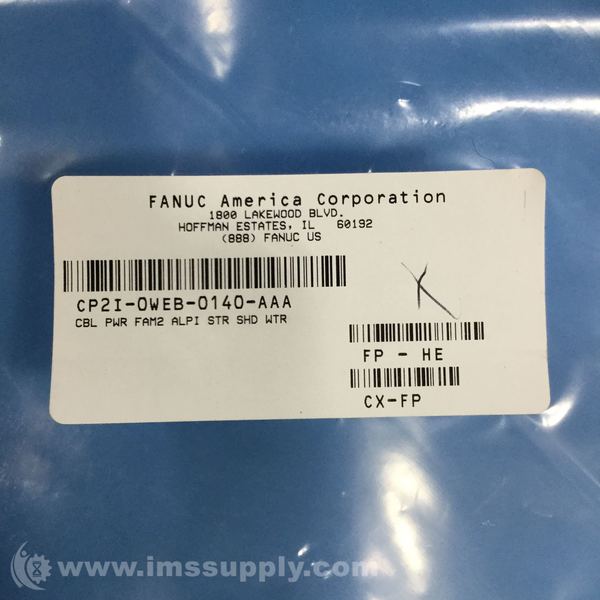 FANUC America Corporation
1800 LAKEWOOD BLVD.
HOFFMAN ESTATES, IL 60192
(888) FANUC US
CP2I-0WEB-0140-AAA
CBL PWR FAM2 ALPI STR SHD WTR
X
FP - HE
CX-FP
www.imssupply.com